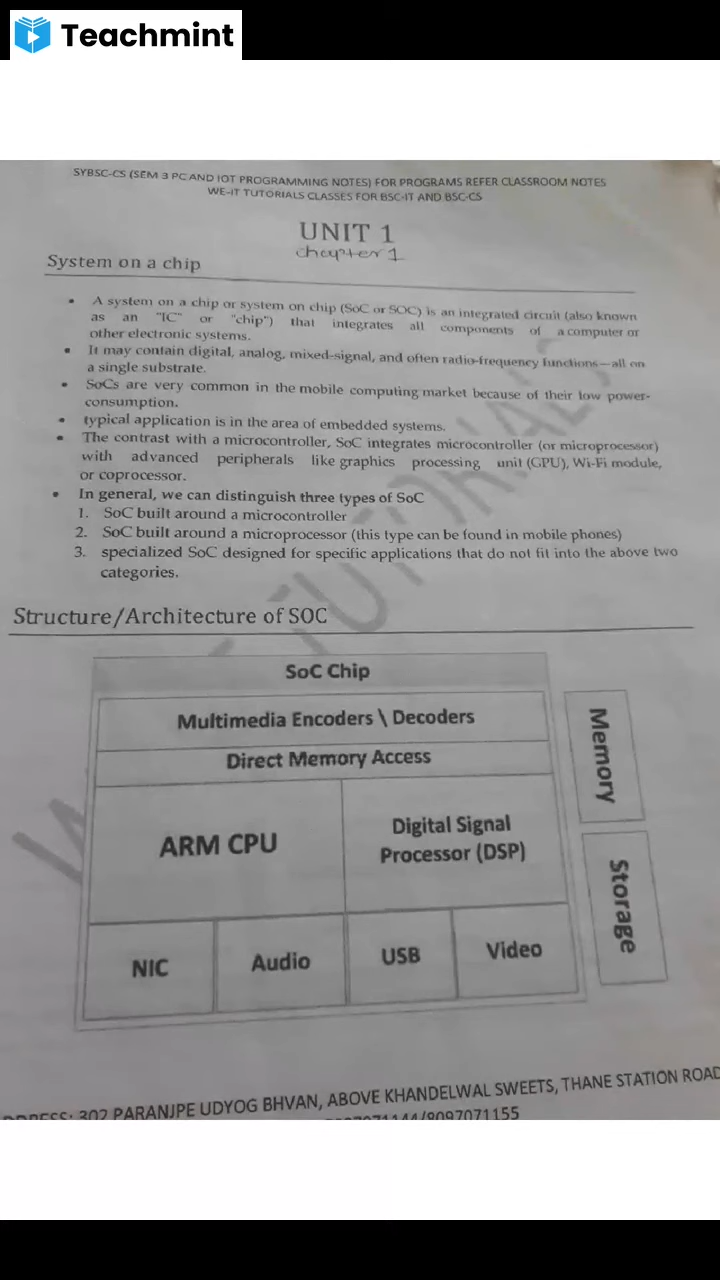 Teachmint
SYBSC-CS (SEM 3 PC AND IOT PROGRAMMING NOTES) FOR PROGRAMS REFER CLASSROOM NOTES
WE-IT TUTORIALS CLASSES FOR BSC-IT AND BSC-CS
UNIT 1
chapter 1
System on a chip
• A system on a chip or system on chip (SoC or SOC) is an integrated circuit (also known
as an "IC" or "chip") that integrates all components of a computer or
other electronic systems.
• It may contain digital, analog, mixed-signal, and often radio-frequency functions—all on
a single substrate.
• SoCs are very common in the mobile computing market because of their low power-
consumption.
• typical application is in the area of embedded systems.
• The contrast with a microcontroller, SoC integrates microcontroller (or microprocessor)
with advanced peripherals like graphics processing unit (GPU), Wi-Fi module,
or coprocessor.
• In general, we can distinguish three types of SoC
1. SoC built around a microcontroller
2. SoC built around a microprocessor (this type can be found in mobile phones)
3. specialized SoC designed for specific applications that do not fit into the above two
categories.
Structure/Architecture of SOC
SoC Chip
Multimedia Encoders \ Decoders
Direct Memory Access
ARM CPU
Digital Signal
Processor (DSP)
NIC
Audio
USB
Video
Memory
Storage
302 PARANJPE UDYOG BHVAN, ABOVE KHANDELWAL SWEETS, THANE STATION ROAD
/8097071155